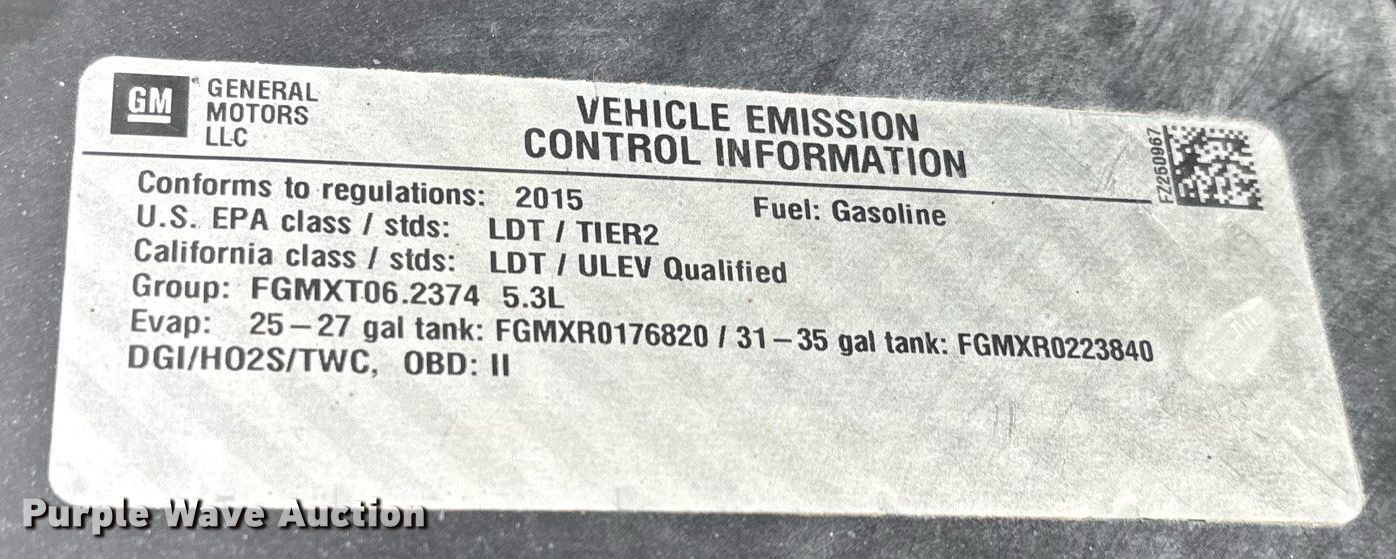 GM
GENERAL
MOTORS
LLC
VEHICLE EMISSION
CONTROL INFORMATION
FZ260967
Conforms to regulations: 2015 Fuel: Gasoline
U.S. EPA class / stds: LDT / TIER2
California class / stds: LDT / ULEV Qualified
Group: FGMXT06.2374 5.3L
Evap: 25–27 gal tank: FGMXR0176820 / 31–35 gal tank: FGMXR0223840
DGI/HO2S/TWC, OBD: II
Purple Wave Auction